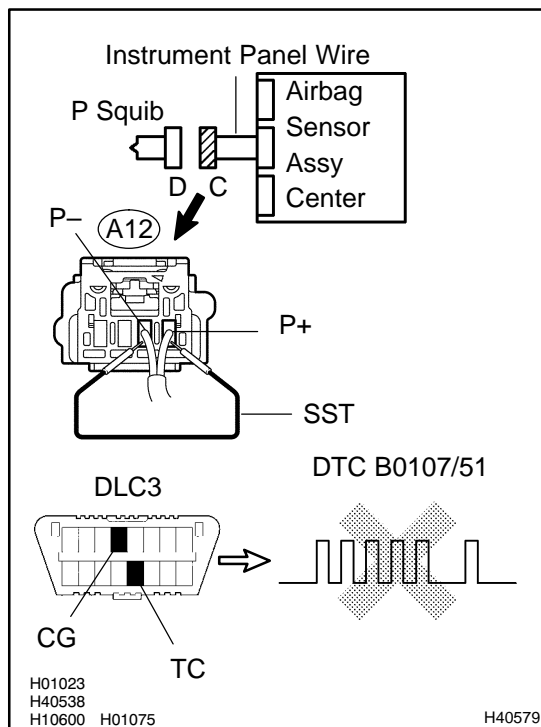 Instrument Panel Wire
P Squib
Airbag
Sensor
Assy
Center
D
C
A12
P–
P+
SST
DTC B0107/51
DLC3
CG
TC
H01023
H40538
H10600 H01075
H40579